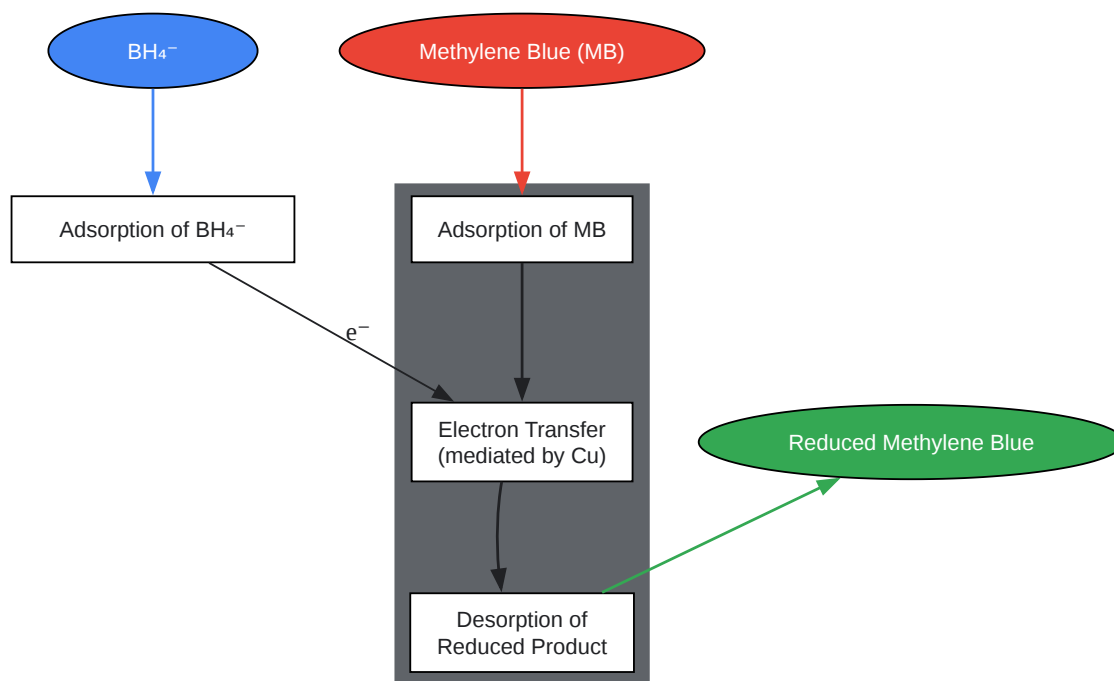 BH₄⁻
Methylene Blue (MB)
Adsorption of BH₄⁻
Adsorption of MB
e⁻
Electron Transfer
(mediated by Cu)
Reduced Methylene Blue
Desorption of
Reduced Product